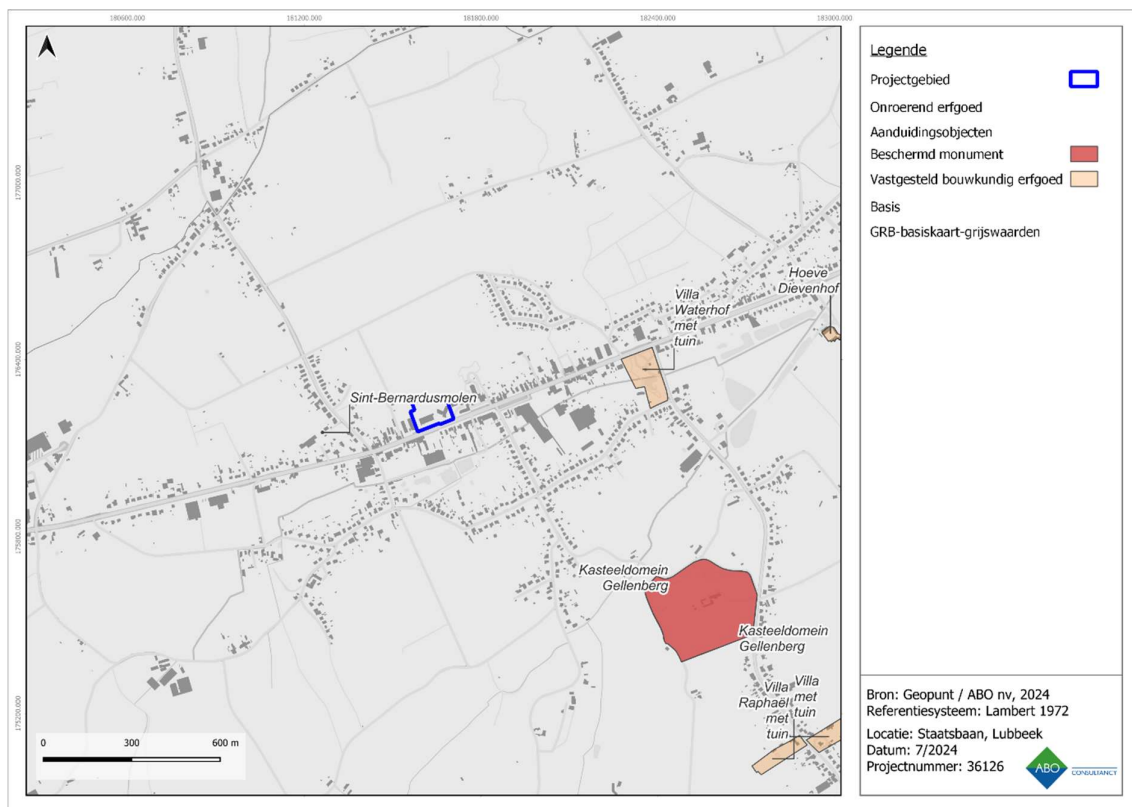 180600.000
181200.000
181800.000
182400.000
183000.000
177000.000
176400.000
175800.000
175200.000
Hoeve
Dievenhof
Villa
Waterhof
met
tuin
Sint-Bernardusmolen
Kasteeldomein
Gellenberg
Kasteeldomein
Gellenberg
Villa
Raphaël
met
tuin
Villa
met
tuin
0 300 600 m
Legende
Projectgebied
Onroerend erfgoed
Aanduidingsobjecten
Beschermd monument
Vastgesteld bouwkundig erfgoed
Basis
GRB-basiskaart-grijswaarden
Bron: Geopunt / ABO nv, 2024
Referentiesysteem: Lambert 1972
Locatie: Staatsbaan, Lubbeek
Datum: 7/2024
Projectnummer: 36126
ABO
CONSULTANCY